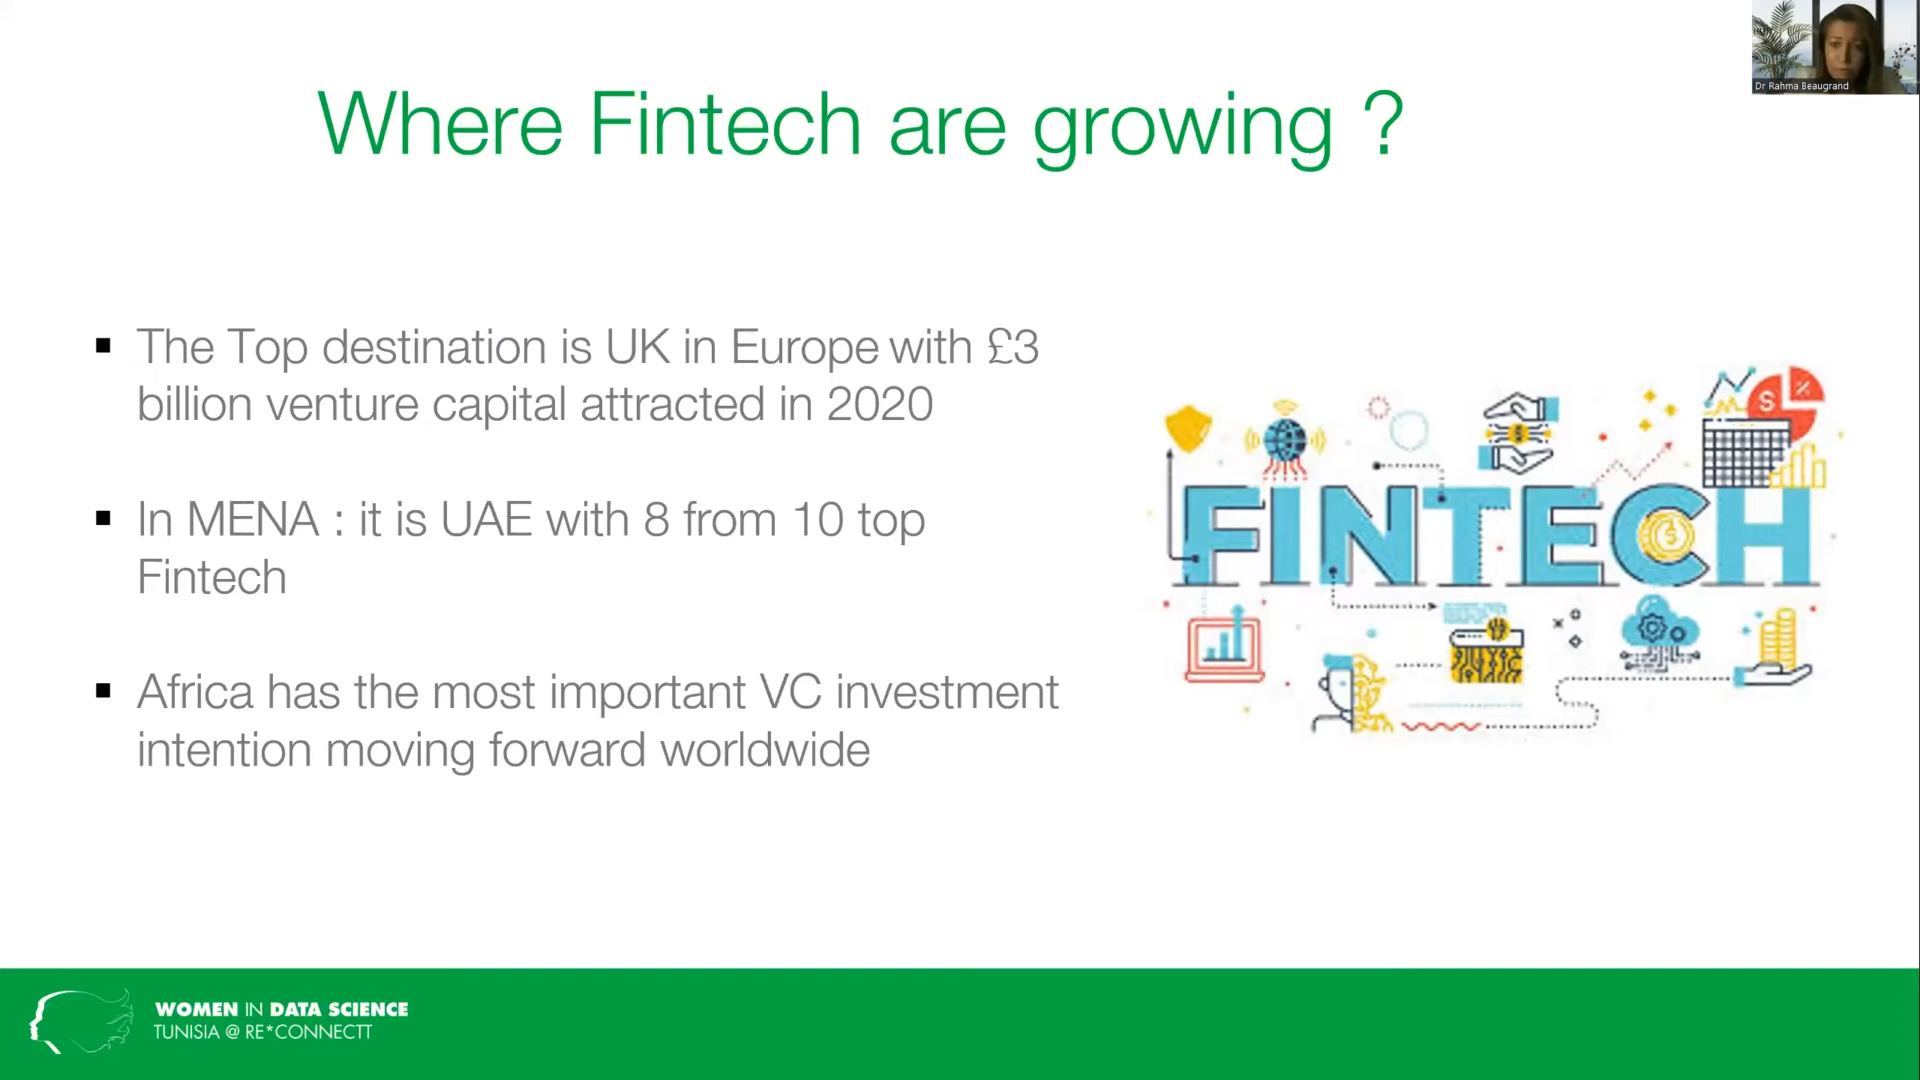 Dr Rahma Beaugrand
Where Fintech are growing ?
▪ The Top destination is UK in Europe with £3
billion venture capital attracted in 2020
▪ In MENA : it is UAE with 8 from 10 top
Fintech
▪ Africa has the most important VC investment
intention moving forward worldwide
FINTECH
WOMEN IN DATA SCIENCE
TUNISIA @ RE*CONNECTT